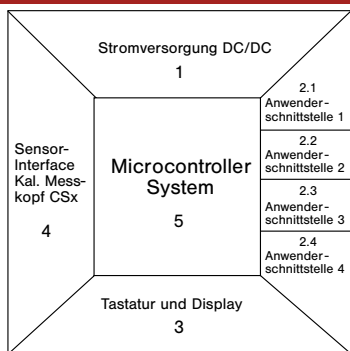 Stromversorgung DC/DC
1
2.1
Anwender-
schnittstelle 1
2.2
Anwender-
schnittstelle 2
2.3
Anwender-
schnittstelle 3
2.4
Anwender-
schnittstelle 4
Sensor-
Interface
Kal. Mess-
kopf CSx
4
Microcontroller
System
5
Tastatur und Display
3